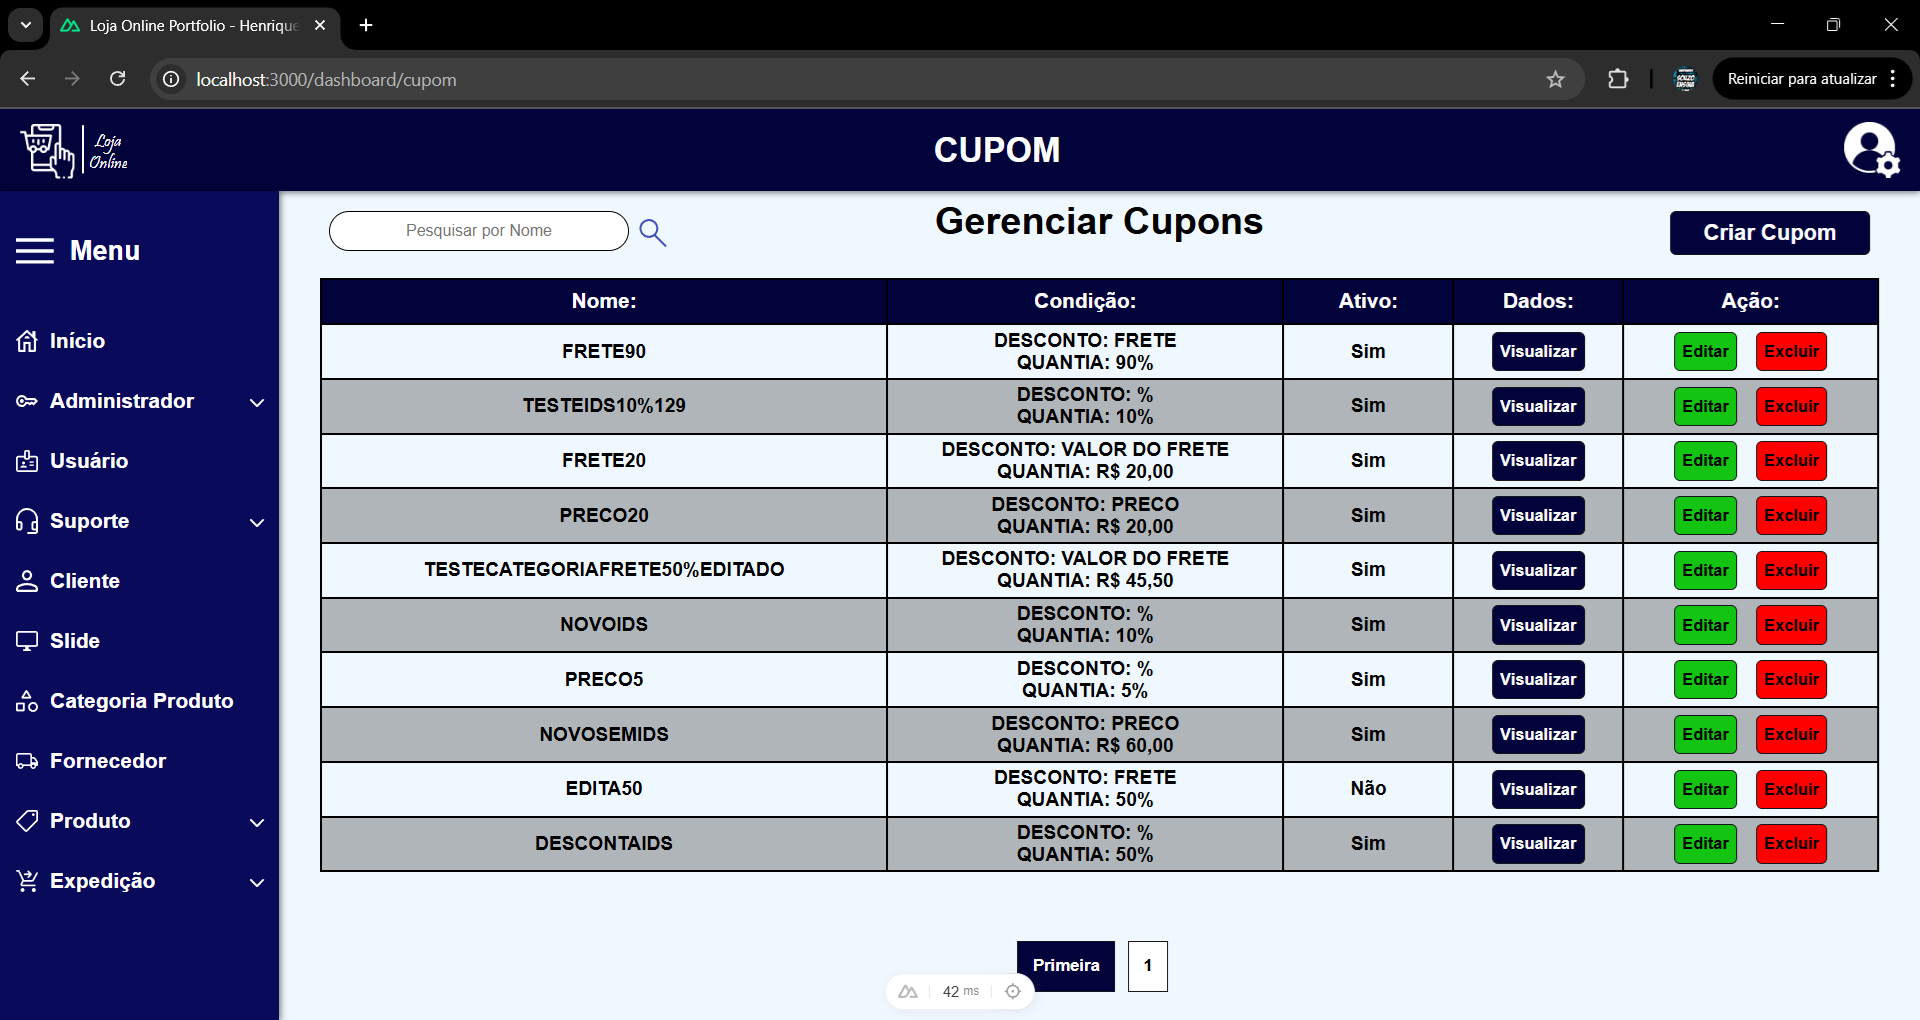 Loja Online Portfolio - Henrique
localhost:3000/dashboard/cupom
Reiniciar para atualizar
Loja
Online
CUPOM
Menu
Início
Administrador
Usuário
Suporte
Cliente
Slide
Categoria Produto
Fornecedor
Produto
Expedição
Pesquisar por Nome
Gerenciar Cupons
Criar Cupom
Nome: Condição: Ativo: Dados: Ação:
FRETE90 DESCONTO: FRETE Sim Visualizar Editar Excluir
QUANTIA: 90%
TESTEIDS10%129 DESCONTO: % Sim Visualizar Editar Excluir
QUANTIA: 10%
FRETE20 DESCONTO: VALOR DO FRETE Sim Visualizar Editar Excluir
QUANTIA: R$ 20,00
PRECO20 DESCONTO: PRECO Sim Visualizar Editar Excluir
QUANTIA: R$ 20,00
TESTECATEGORIAFRETE50%EDITADO DESCONTO: VALOR DO FRETE Sim Visualizar Editar Excluir
QUANTIA: R$ 45,50
NOVOIDS DESCONTO: % Sim Visualizar Editar Excluir
QUANTIA: 10%
PRECO5 DESCONTO: % Sim Visualizar Editar Excluir
QUANTIA: 5%
NOVOSEMIDS DESCONTO: PRECO Sim Visualizar Editar Excluir
QUANTIA: R$ 60,00
EDITA50 DESCONTO: FRETE Não Visualizar Editar Excluir
QUANTIA: 50%
DESCONTAIDS DESCONTO: % Sim Visualizar Editar Excluir
QUANTIA: 50%
Primeira 1
42 ms